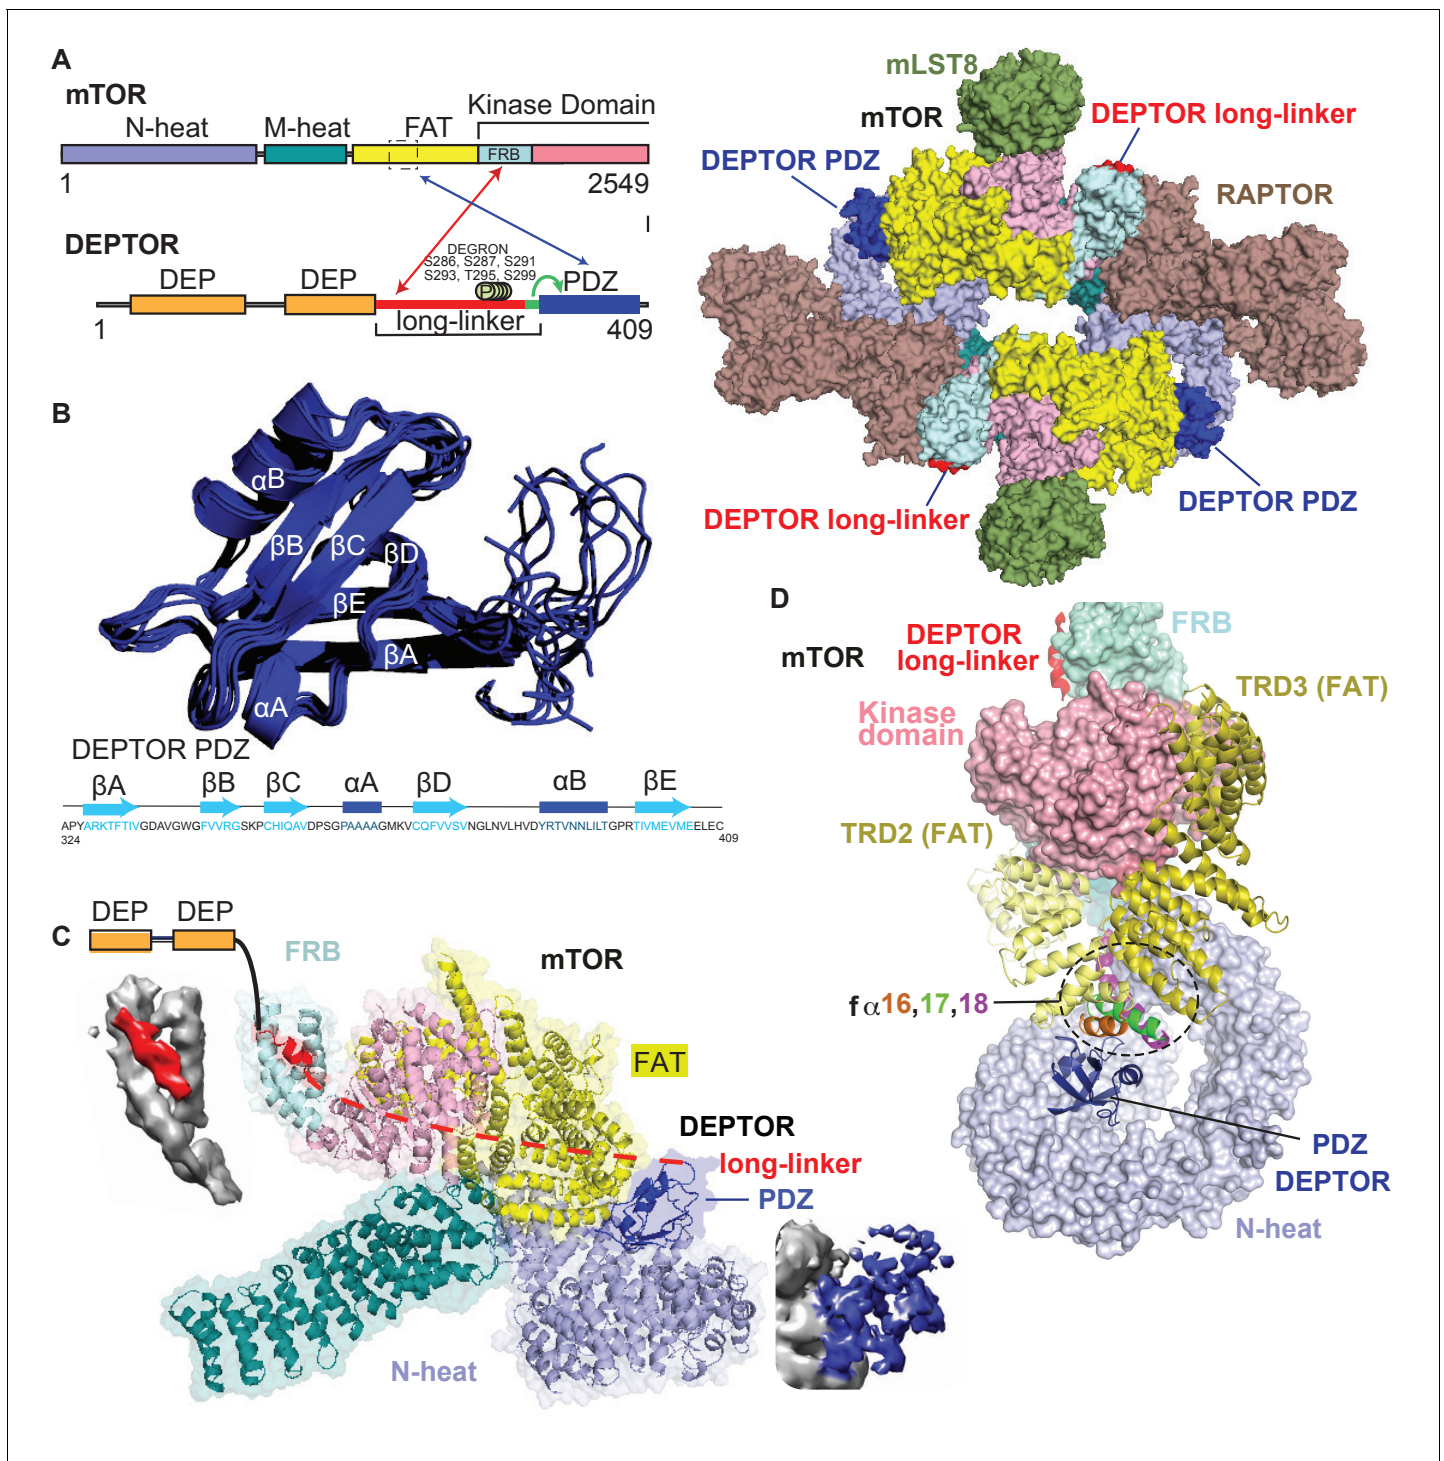 A
mTOR
Kinase Domain
N-heat
M-heat
FAT
FRB
1
2549
DEPTOR
DEGRON
S286, S287, S291
S293, T295, S299
DEP
DEP
P
PDZ
long-linker
1
409
mLST8
mTOR
DEPTOR long-linker
DEPTOR PDZ
RAPTOR
DEPTOR long-linker
DEPTOR PDZ
B
αB
βB
βC
βD
βE
βA
αA
DEPTOR PDZ
βA
βB
βC
αA
βD
αB
βE
APYARKTFTIVGDAVGWGFVVRGSKPCHIQAVDPSGPAAAAGMKVCQFVVSVNGLNVLHVDYRTVNNLILTGPRTIVMEVMEELEC
324
409
C
DEP
DEP
FRB
mTOR
FAT
DEPTOR
long-linker
PDZ
N-heat
D
FRB
DEPTOR
long-linker
mTOR
TRD3 (FAT)
Kinase
domain
TRD2 (FAT)
fα16,17,18
PDZ
DEPTOR
N-heat